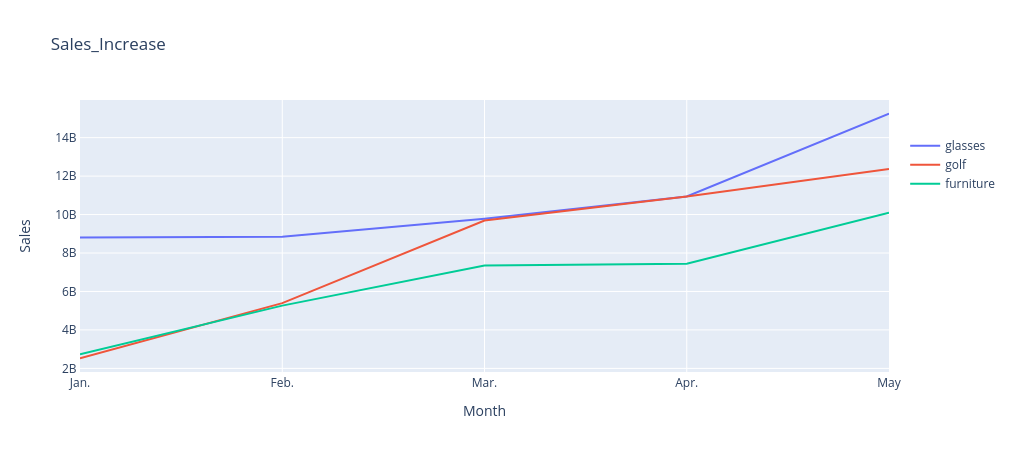 Sales_Increase
14B
12B
10B
8B
6B
4B
2B
Sales
Jan.
Feb.
Mar.
Apr.
May
Month
glasses
golf
furniture